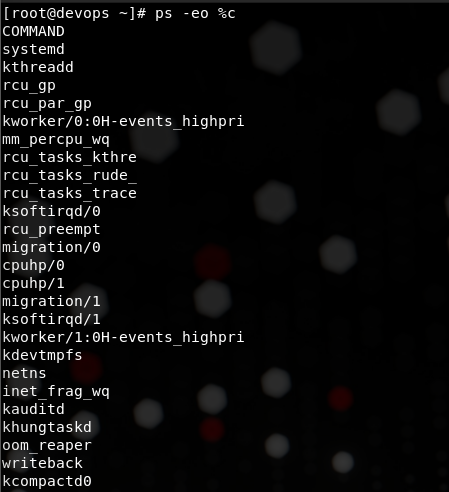 [root@devops ~]# ps -eo %c
COMMAND
systemd
kthreadd
rcu_gp
rcu_par_gp
kworker/0:0H-events_highpri
mm_percpu_wq
rcu_tasks_kthre
rcu_tasks_rude_
rcu_tasks_trace
ksoftirqd/0
rcu_preempt
migration/0
cpuhp/0
cpuhp/1
migration/1
ksoftirqd/1
kworker/1:0H-events_highpri
kdevtmpfs
netns
inet_frag_wq
kauditd
khungtaskd
oom_reaper
writeback
kcompactd0